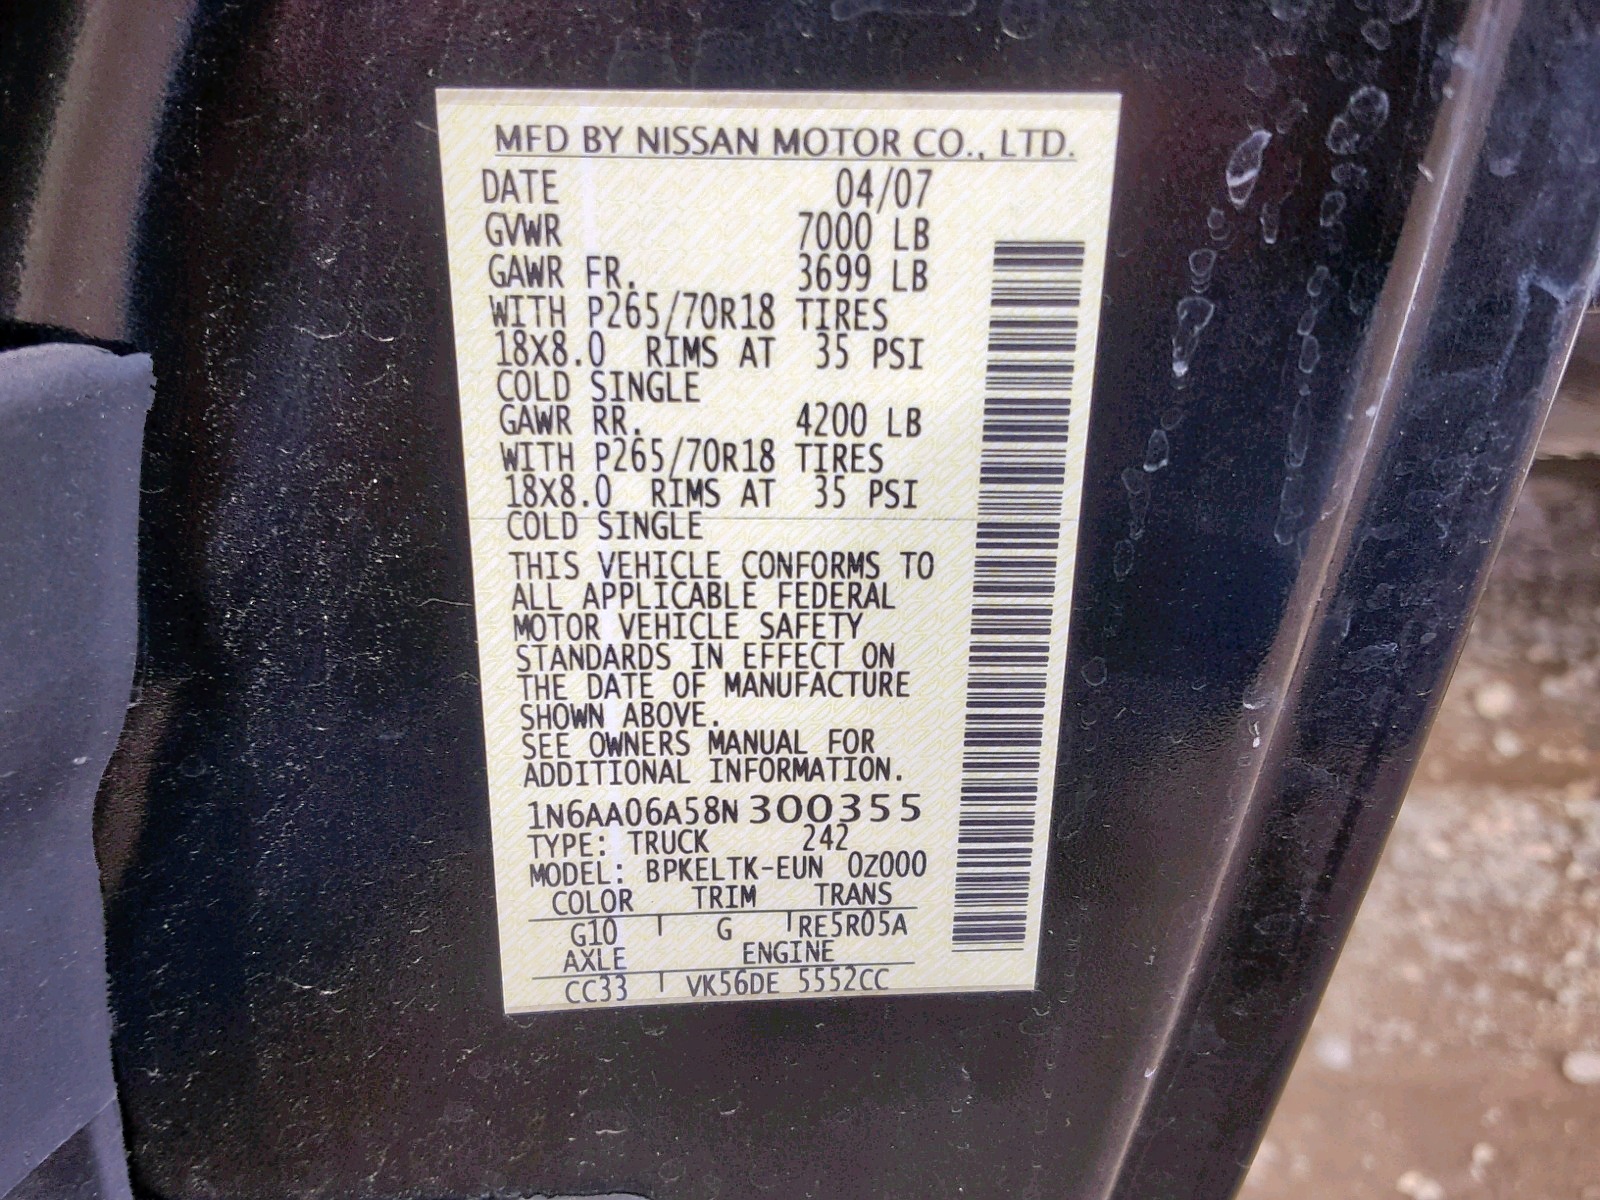 MFD BY NISSAN MOTOR CO., LTD.
DATE 04/07
GVWR 7000 LB
GAWR FR. 3699 LB
WITH P265/70R18 TIRES
18X8.0 RIMS AT 35 PSI
COLD SINGLE
GAWR RR. 4200 LB
WITH P265/70R18 TIRES
18X8.0 RIMS AT 35 PSI
COLD SINGLE
THIS VEHICLE CONFORMS TO
ALL APPLICABLE FEDERAL
MOTOR VEHICLE SAFETY
STANDARDS IN EFFECT ON
THE DATE OF MANUFACTURE
SHOWN ABOVE.
SEE OWNERS MANUAL FOR
ADDITIONAL INFORMATION.
1N6AA06A58N300355
TYPE: TRUCK 242
MODEL: BPKELTK-EUN 0Z000
COLOR TRIM TRANS
G10 G RE5R05A
AXLE ENGINE
CC33 VK56DE 5552CC